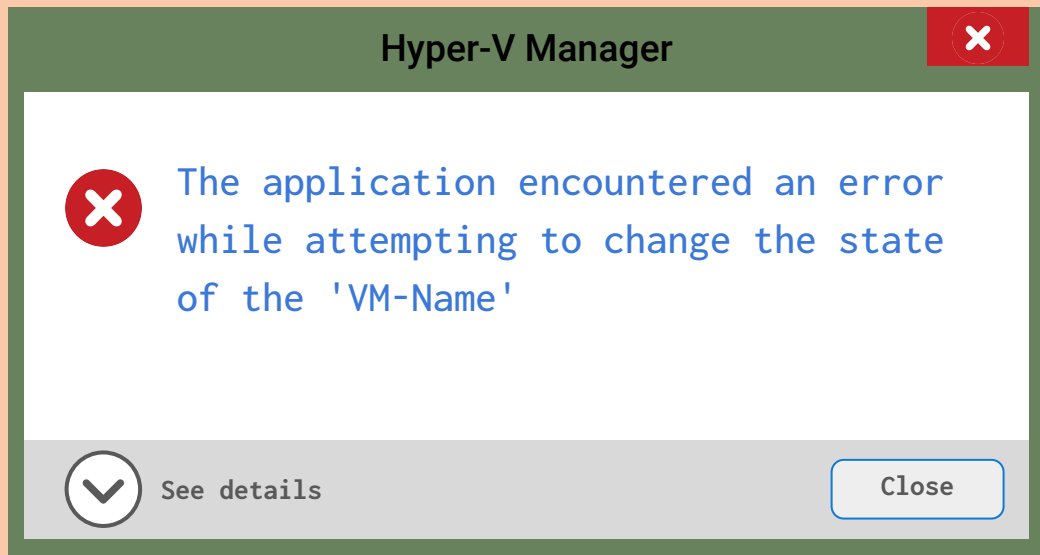 Hyper-V Manager
The application encountered an error
while attempting to change the state
of the 'VM-Name'
See details
Close